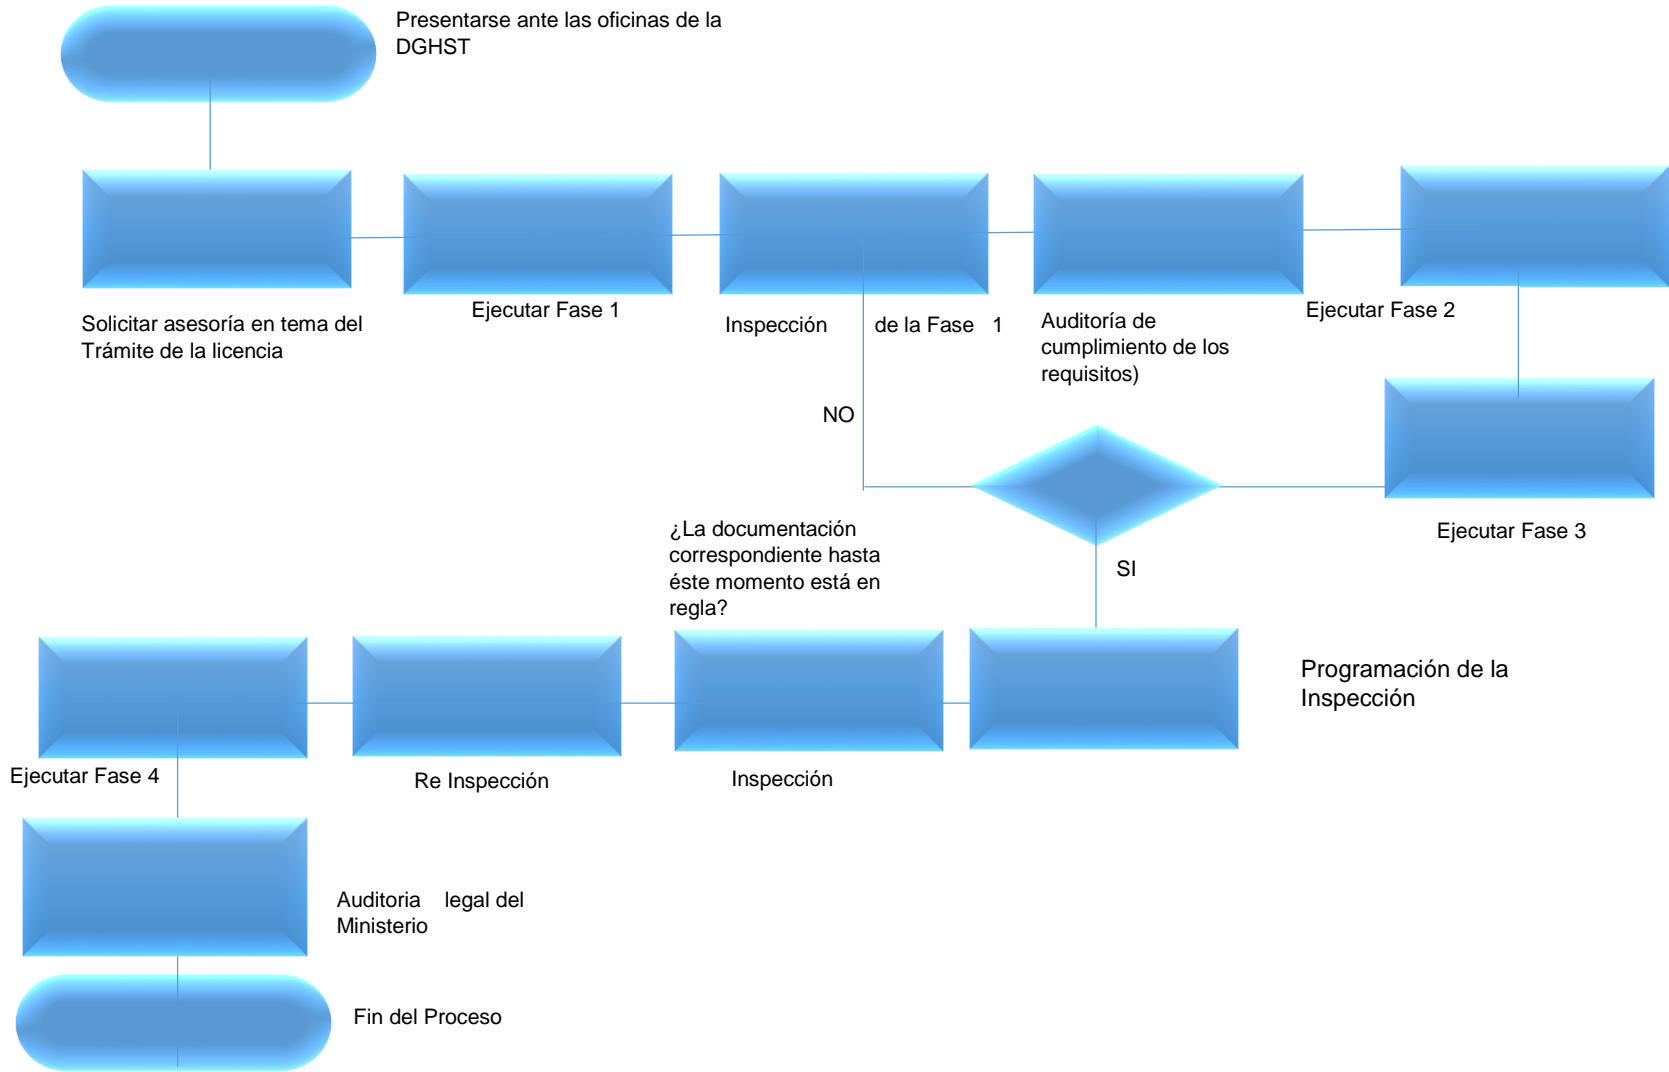 Presentarse ante las oficinas de la
DGHST
Solicitar asesoría en tema del
Trámite de la licencia
Ejecutar Fase 1
Inspección de la Fase 1
Auditoría de
cumplimiento de los
requisitos)
Ejecutar Fase 2
NO
Ejecutar Fase 3
¿La documentación
correspondiente hasta
éste momento está en
regla?
SI
Programación de la
Inspección
Inspección
Re Inspección
Ejecutar Fase 4
Auditoria legal del
Ministerio
Fin del Proceso